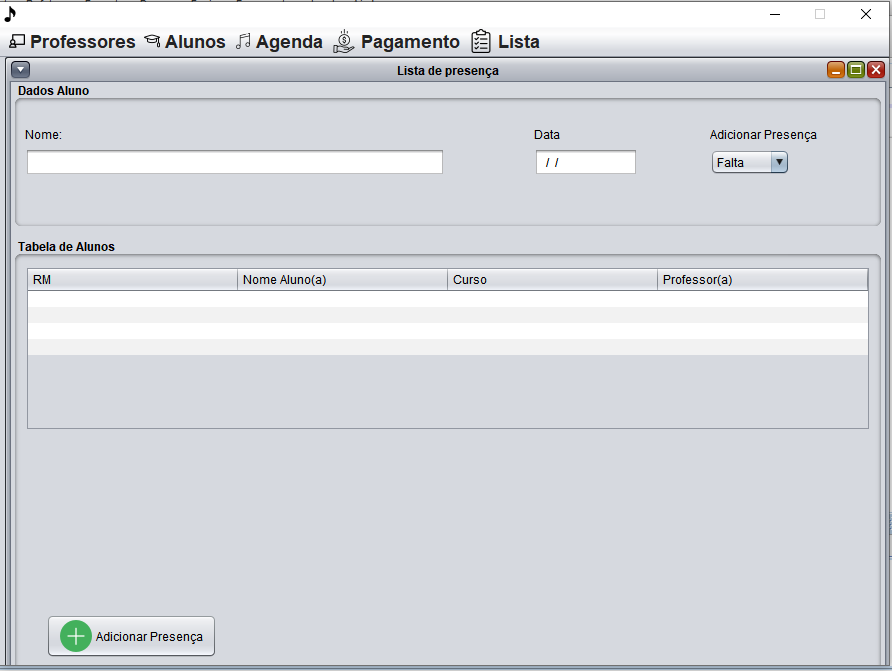 Professores Alunos Agenda Pagamento Lista
Lista de presença
Dados Aluno
Nome: Data Adicionar Presença
/ / Falta
Tabela de Alunos
RM Nome Aluno(a) Curso Professor(a)
Adicionar Presença